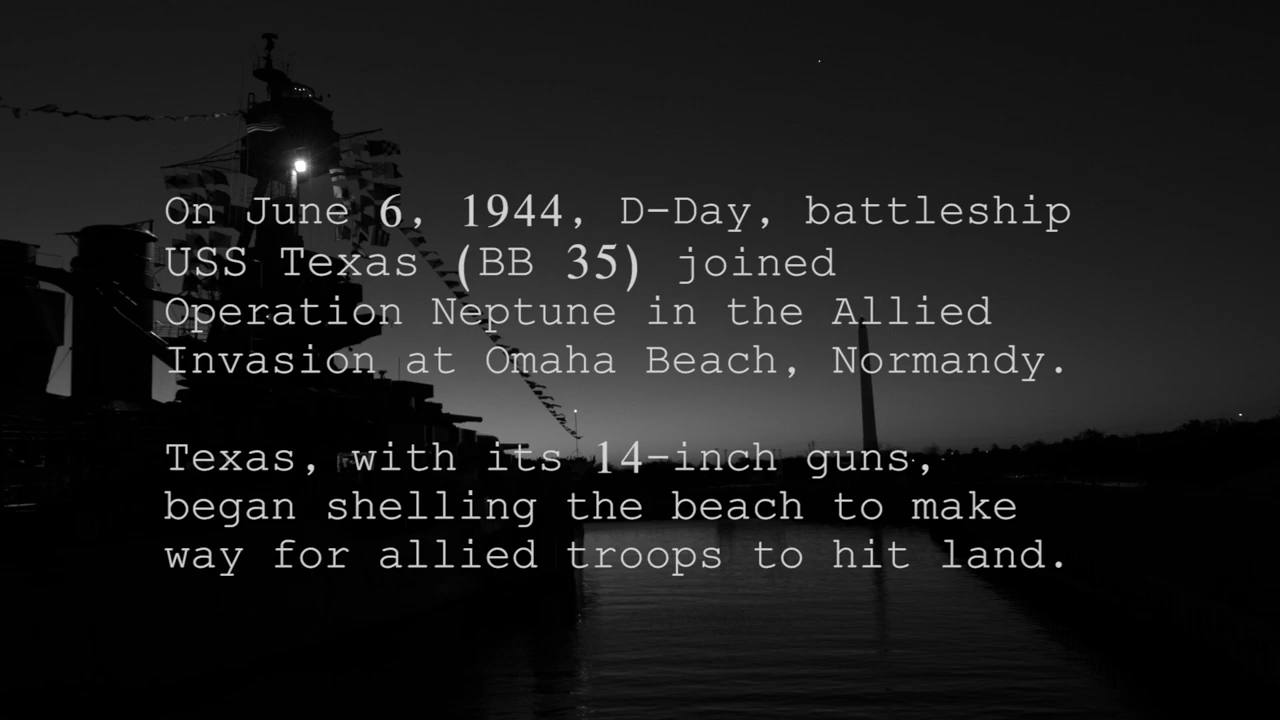 On June 6, 1944, D-Day, battleship
USS Texas (BB 35) joined
Operation Neptune in the Allied
Invasion at Omaha Beach, Normandy.
Texas, with its 14-inch guns,
began shelling the beach to make
way for allied troops to hit land.